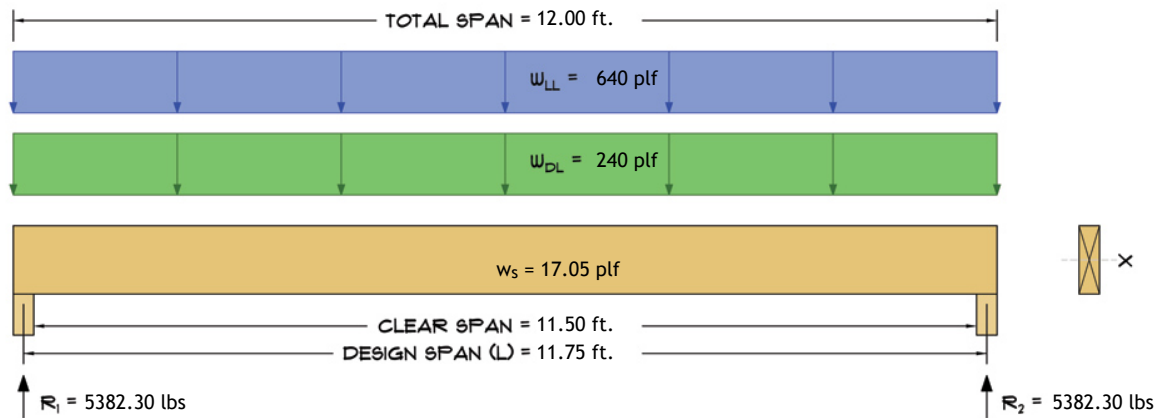 TOTAL SPAN = 12.00 ft.
WLL = 640 plf
WDL = 240 plf
ws = 17.05 plf
X
CLEAR SPAN = 11.50 ft.
DESIGN SPAN (L) = 11.75 ft.
R1 = 5382.30 lbs
R2 = 5382.30 lbs